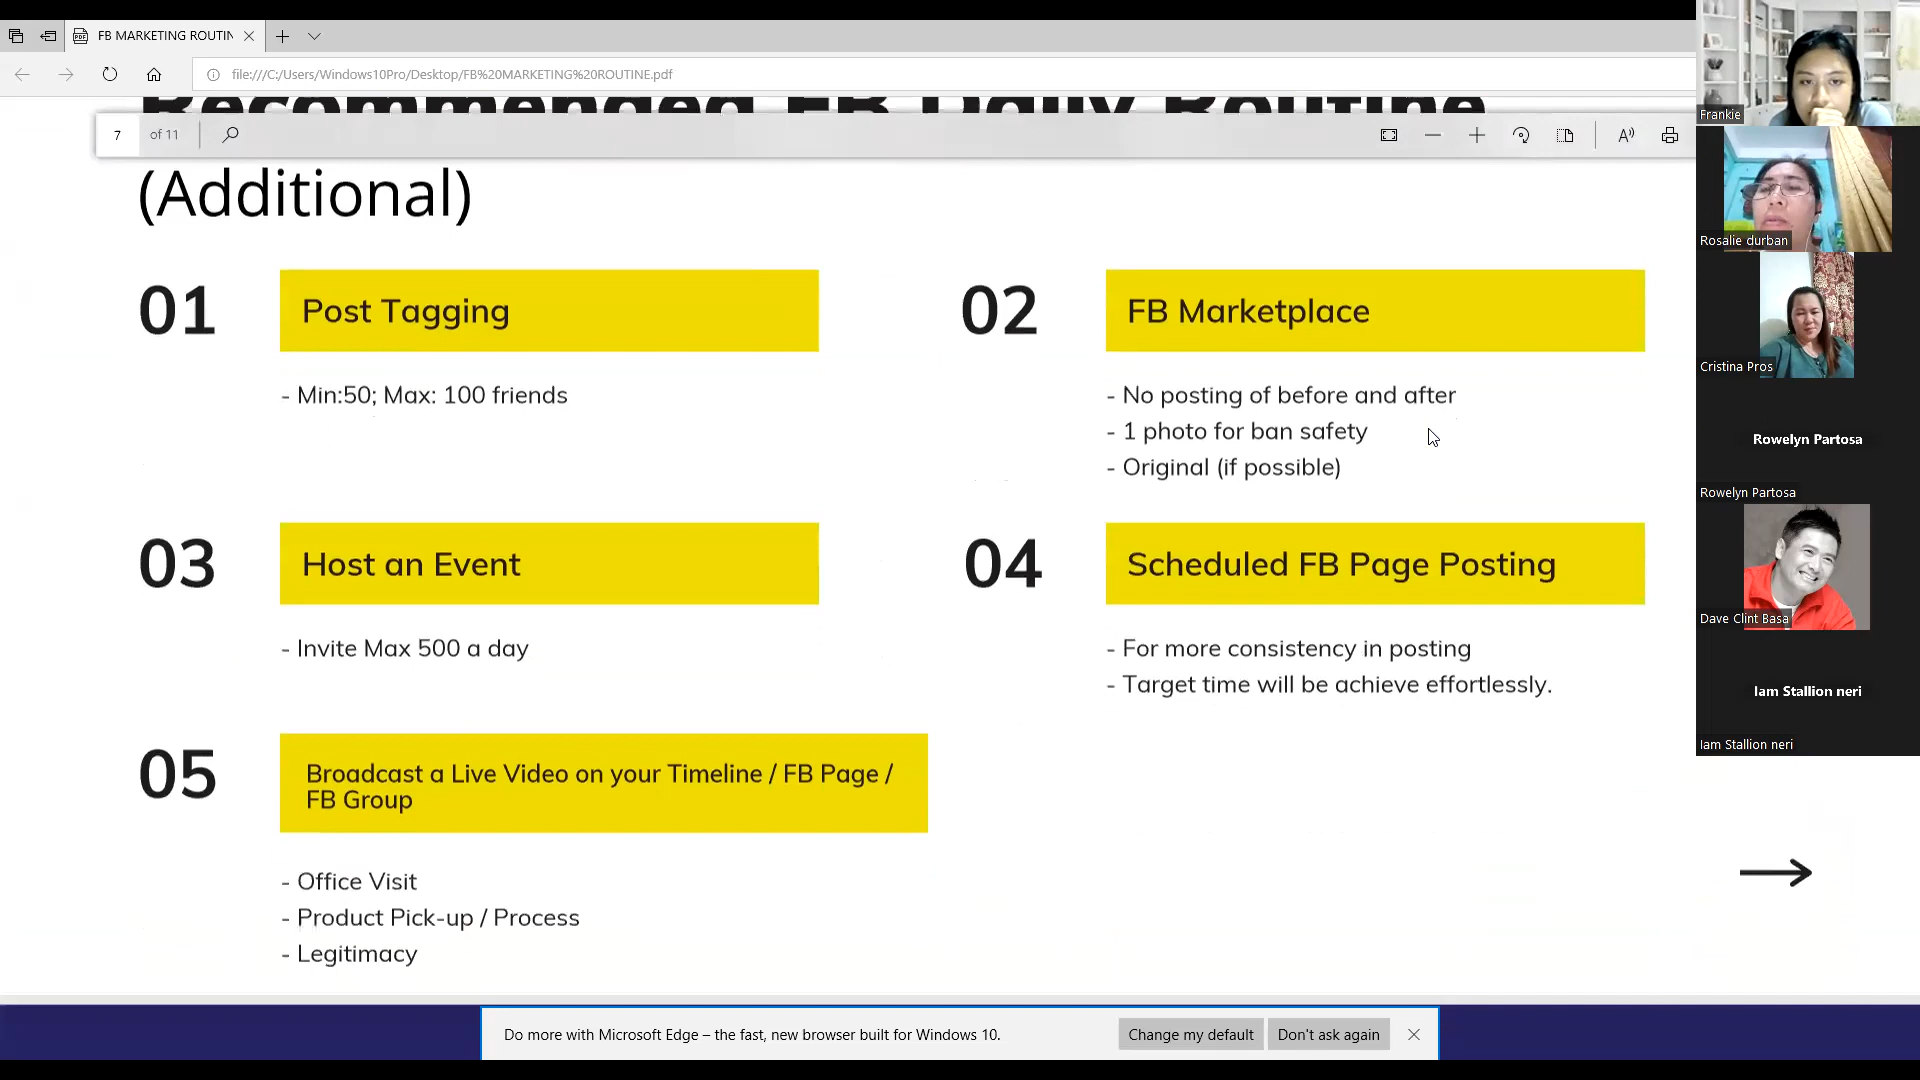 FB MARKETING ROUTIN
file:///C:/Users/Windows10Pro/Desktop/FB%20MARKETING%20ROUTINE.pdf
Recommended FB Daily Routine
7 of 11
(Additional)
01 Post Tagging
- Min:50; Max: 100 friends
02 FB Marketplace
- No posting of before and after
- 1 photo for ban safety
- Original (if possible)
03 Host an Event
- Invite Max 500 a day
04 Scheduled FB Page Posting
- For more consistency in posting
- Target time will be achieve effortlessly.
05 Broadcast a Live Video on your Timeline / FB Page /
FB Group
- Office Visit
- Product Pick-up / Process
- Legitimacy
Do more with Microsoft Edge – the fast, new browser built for Windows 10.
Change my default
Don't ask again
Frankie
Rosalie durban
Cristina Pros
Rowelyn Partosa
Rowelyn Partosa
Dave Clint Basa
Iam Stallion neri
Iam Stallion neri